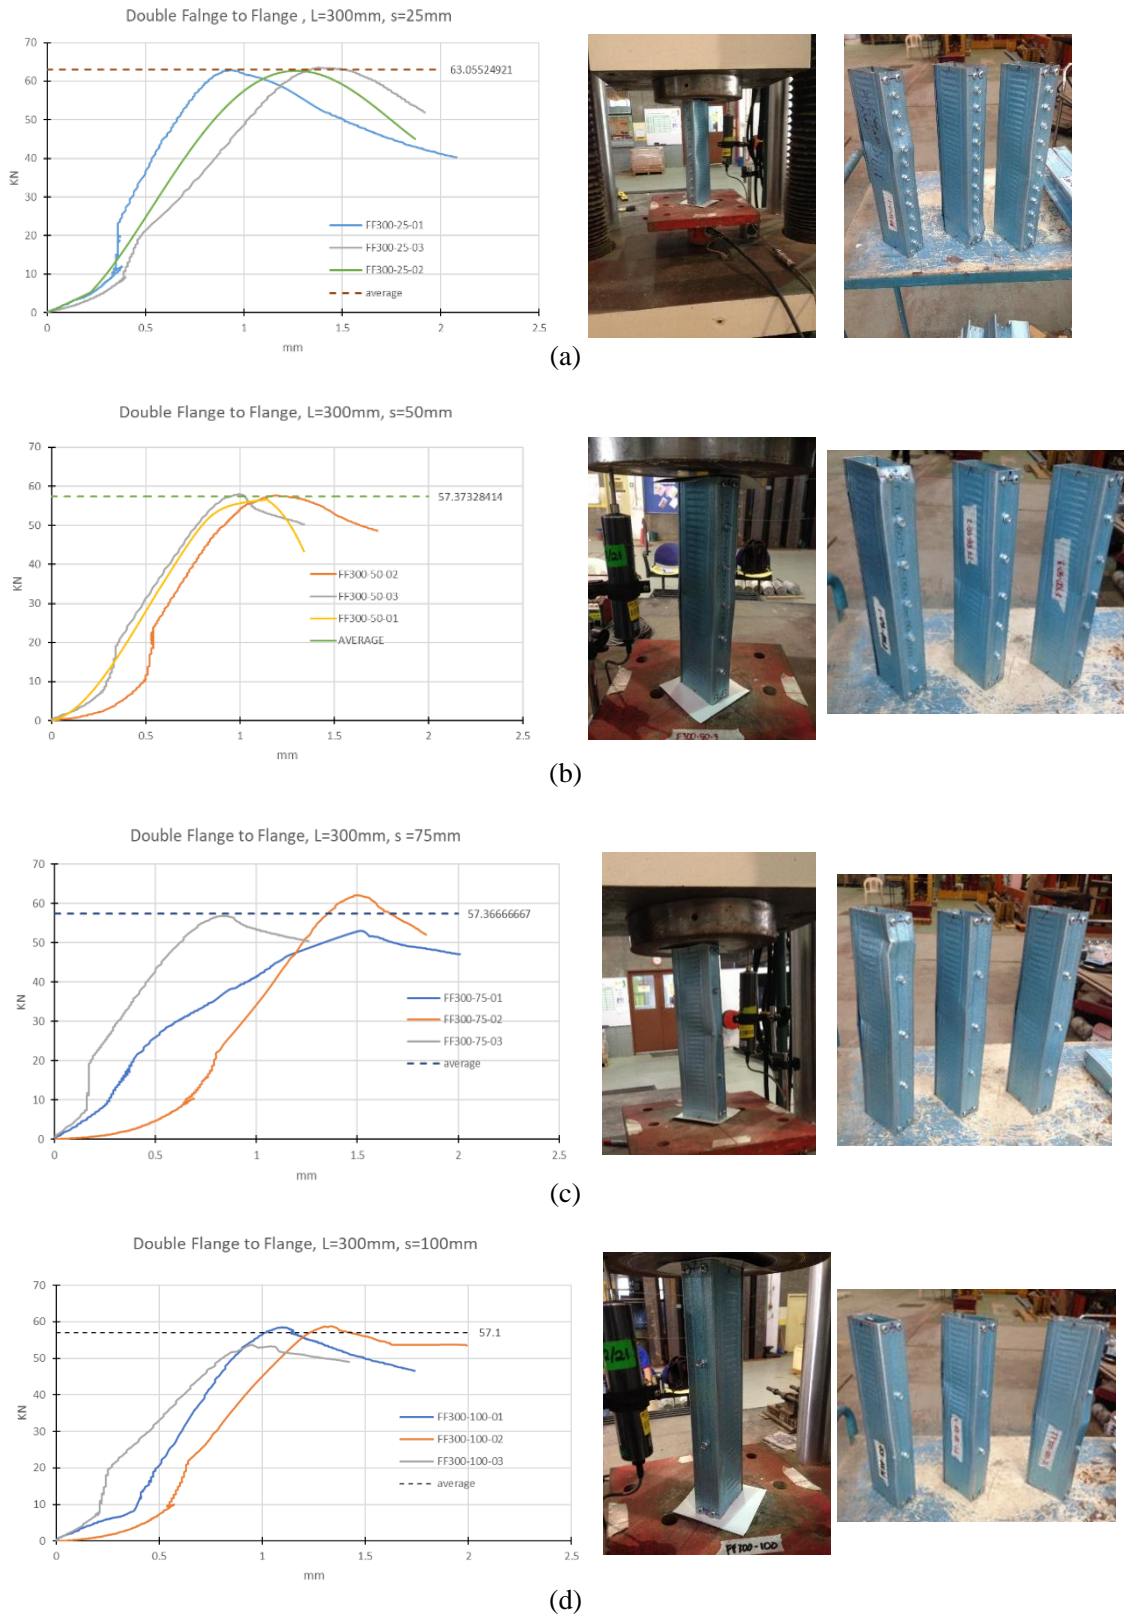 Double Falnge to Flange , L=300mm, s=25mm
70
60
50
40
30
20
10
0
KN
63.05524921
FF300-25-01
FF300-25-03
FF300-25-02
average
0 0.5 1 1.5 2 2.5
mm
(a)
Double Flange to Flange, L=300mm, s=50mm
70
60
50
40
30
20
10
0
KN
57.37328414
FF300-50-02
FF300-50-03
FF300-50-01
AVERAGE
0 0.5 1 1.5 2 2.5
mm
2/21
F300-50-3
(b)
Double Flange to Flange, L=300mm, s =75mm
70
60
50
40
30
20
10
0
KN
57.36666667
FF300-75-01
FF300-75-02
FF300-75-03
average
0 0.5 1 1.5 2 2.5
mm
(c)
Double Flange to Flange, L=300mm, s=100mm
70
60
50
40
30
20
10
0
KN
57.1
FF300-100-01
FF300-100-02
FF300-100-03
average
0 0.5 1 1.5 2 2.5
mm
2/21
FF300-100
(d)